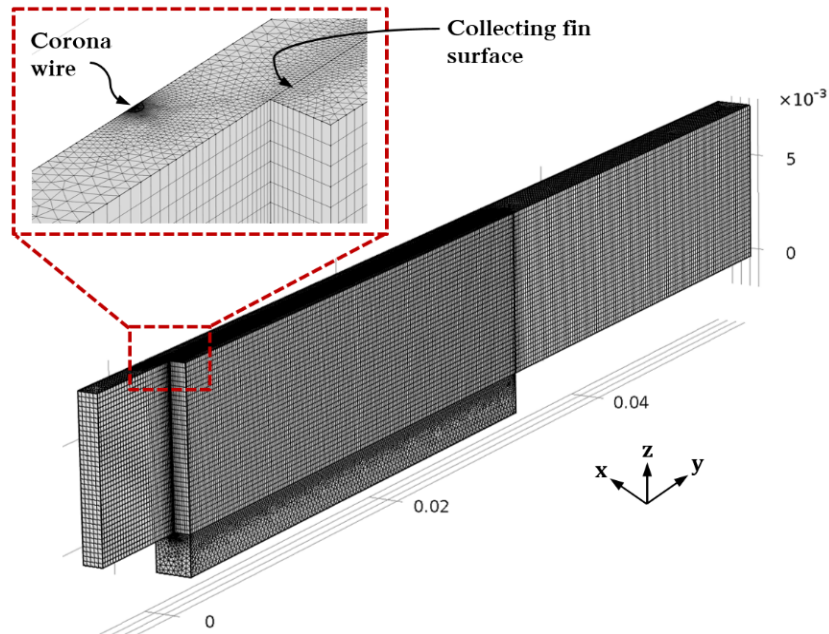 Corona
wire
Collecting fin
surface
×10⁻³
5
0
0.04
z
x
y
0.02
0